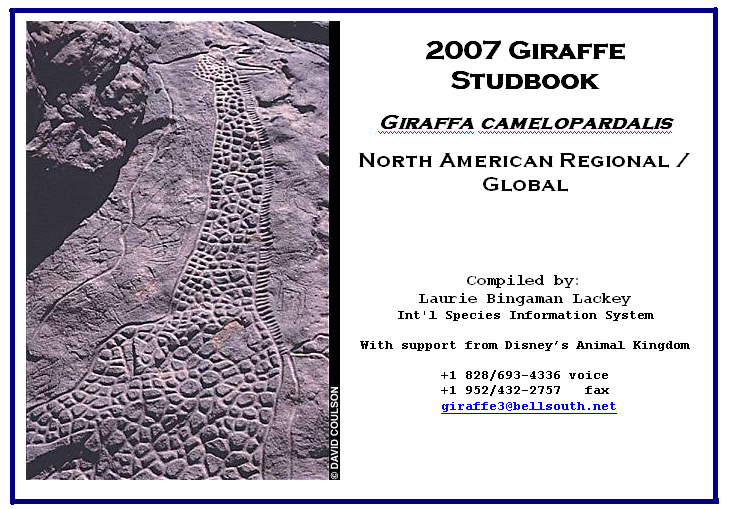 2007 Giraffe
Studbook
Giraffa camelopardalis
North American Regional /
Global
Compiled by:
Laurie Bingaman Lackey
Int'l Species Information System
With support from Disney's Animal Kingdom
+1 828/693-4336 voice
+1 952/432-2757 fax
giraffe3@bellsouth.net
© DAVID COULSON